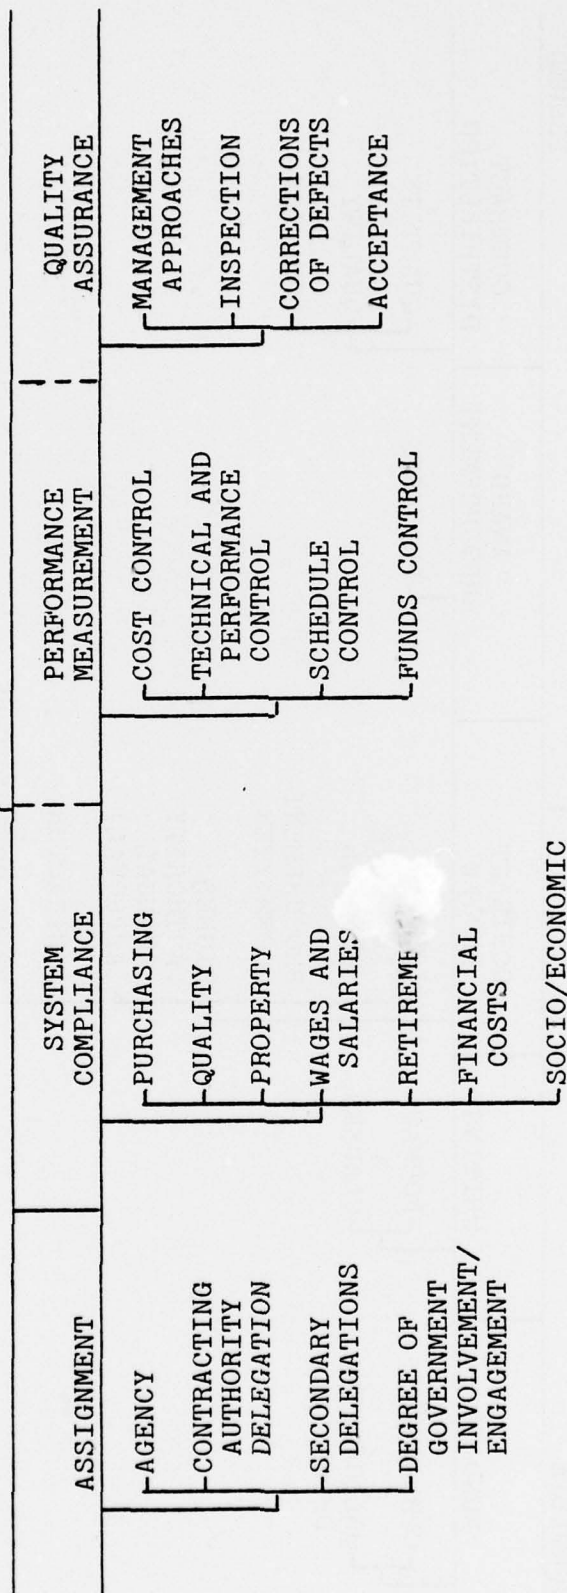 ASSIGNMENT
AGENCY
CONTRACTING
AUTHORITY
DELEGATION
SECONDARY
DELEGATIONS
DEGREE OF
GOVERNMENT
INVOLVEMENT/
ENGAGEMENT
SYSTEM
COMPLIANCE
PURCHASING
QUALITY
PROPERTY
WAGES AND
SALARIES
FINANCIAL
COSTS
SOCIO/ECONOMIC
PERFORMANCE
MEASUREMENT
COST CONTROL
TECHNICAL AND
PERFORMANCE
CONTROL
SCHEDULE
CONTROL
FUNDS CONTROL
QUALITY
ASSURANCE
MANAGEMENT
APPROACHES
INSPECTION
CORRECTIONS
OF DEFECTS
ACCEPTANCE